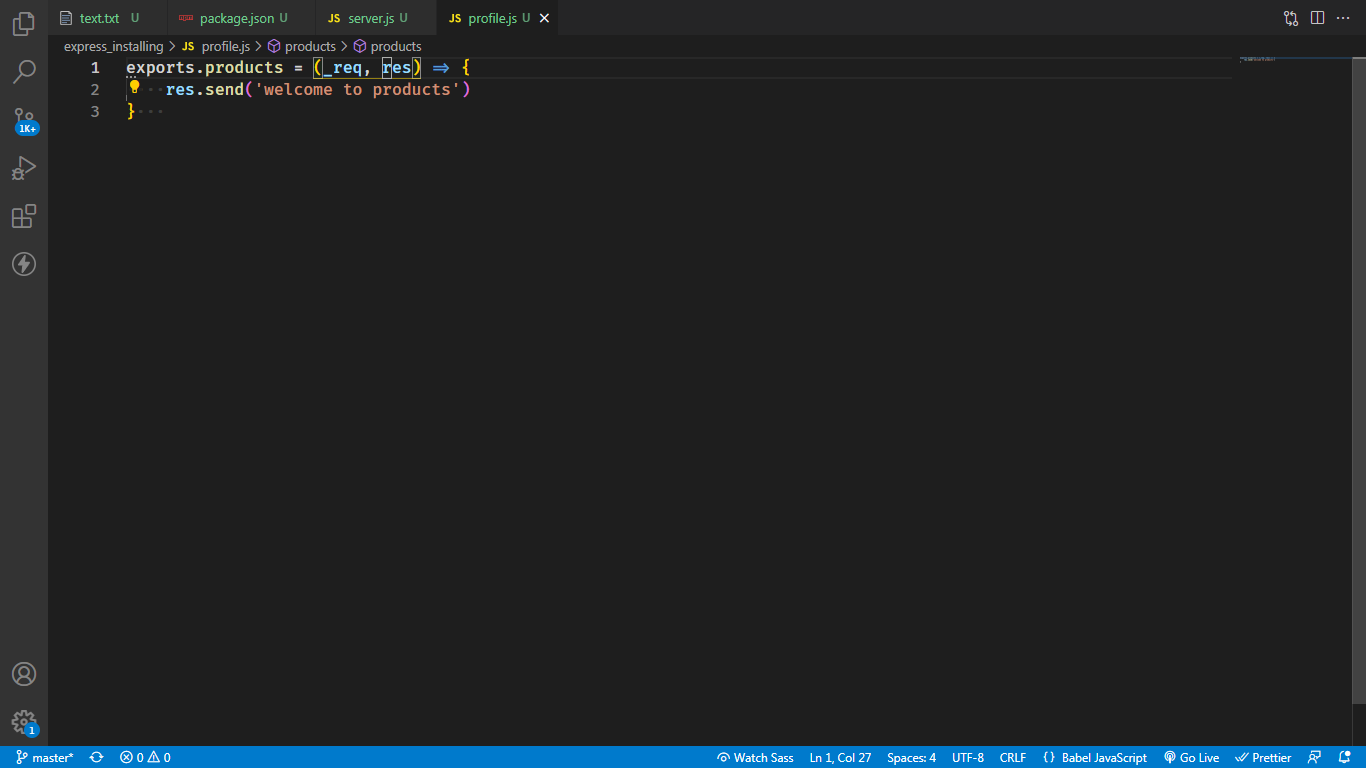 text.txt U package.json U JS server.js U JS profile.js U
express_installing > JS profile.js > products > products
1 exports.products = (_req, res) => {
2 res.send('welcome to products')
3 }
1K+
1
master* 0 0 Watch Sass Ln 1, Col 27 Spaces: 4 UTF-8 CRLF {} Babel JavaScript Go Live Prettier